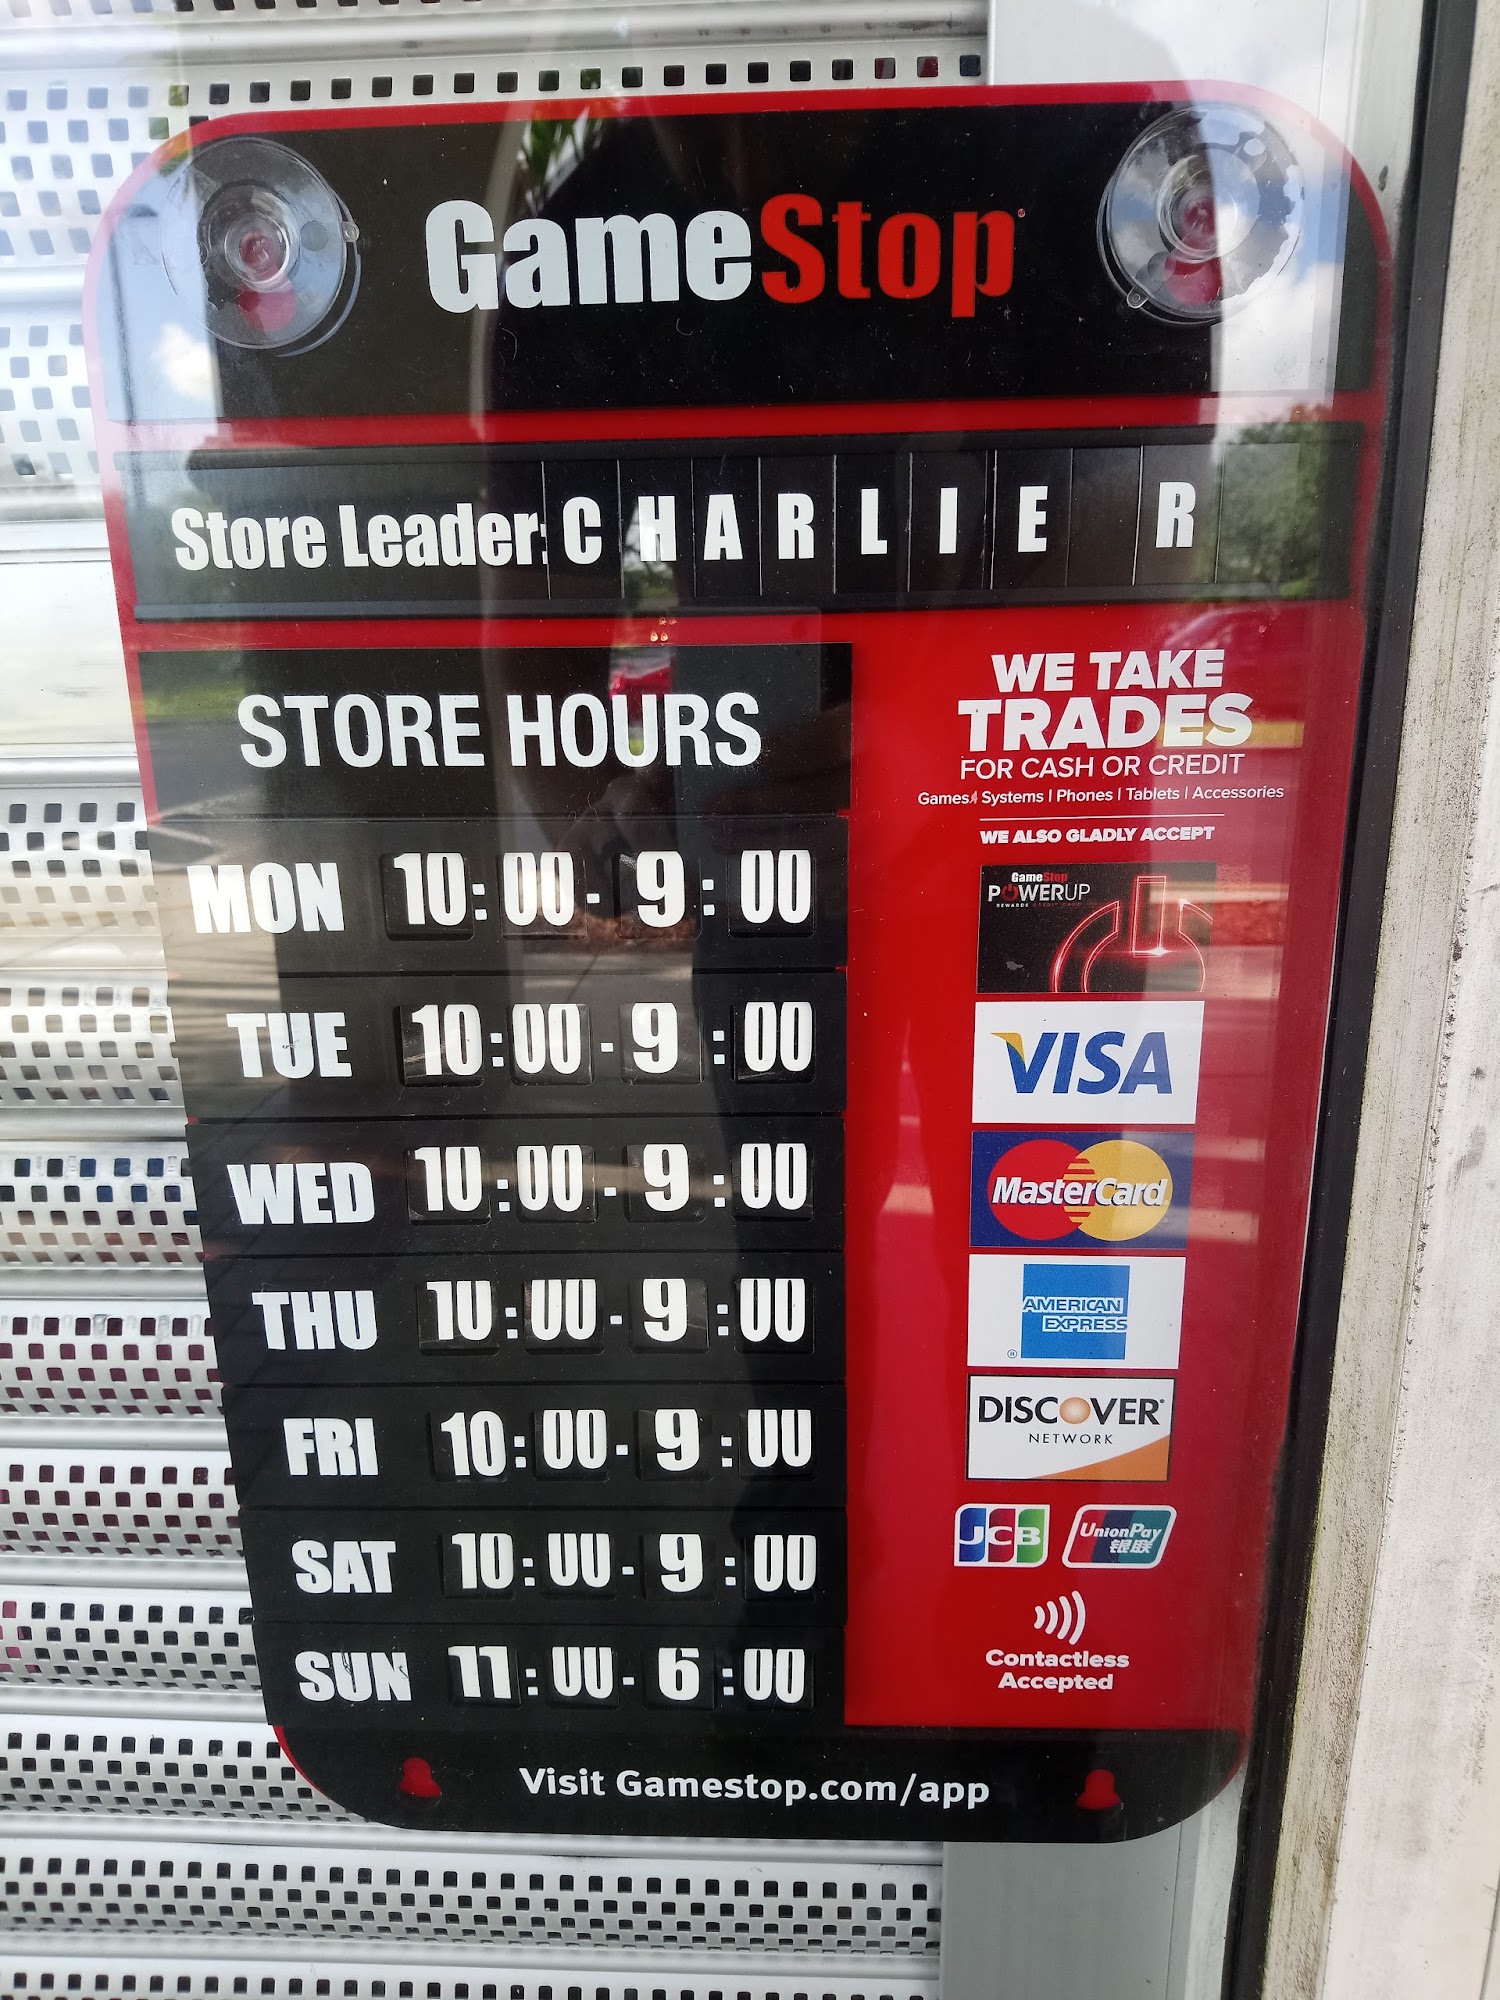 GameStop
Store Leader: CHARLIE R
STORE HOURS
MON 10:00-9:00
TUE 10:00-9:00
WED 10:00-9:00
THU 10:00-9:00
FRI 10:00-9:00
SAT 10:00-9:00
SUN 11:00-6:00
WE TAKE
TRADES
FOR CASH OR CREDIT
Games | Systems | Phones | Tablets | Accessories
WE ALSO GLADLY ACCEPT
GameStop
POWERUP
REWARDS CREDIT CARD
VISA
MasterCard
AMERICAN
EXPRESS
®
DISCOVER®
NETWORK
JCB
UnionPay
银联
Contactless
Accepted
Visit Gamestop.com/app